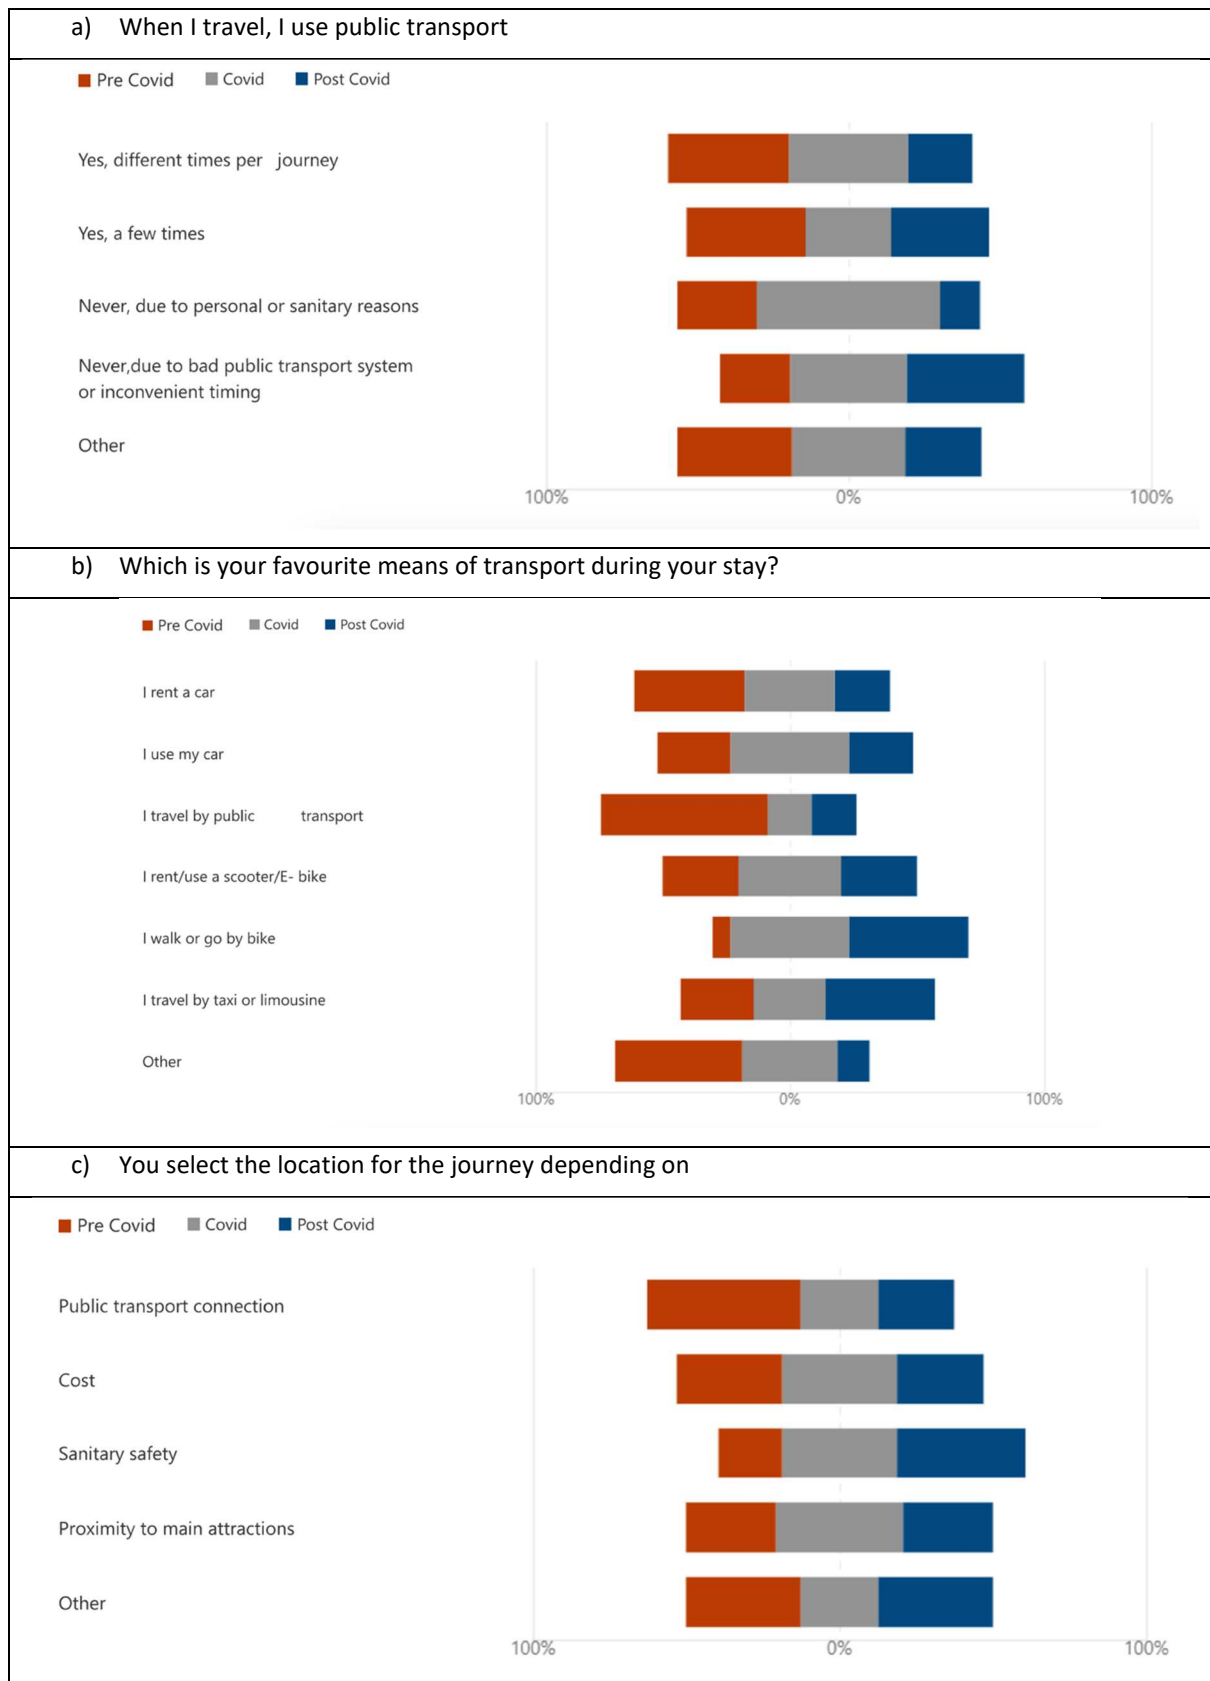 a) When I travel, I use public transport
Pre Covid Covid Post Covid
Yes, different times per journey
Yes, a few times
Never, due to personal or sanitary reasons
Never,due to bad public transport system
or inconvenient timing
Other
100% 0% 100%
b) Which is your favourite means of transport during your stay?
Pre Covid Covid Post Covid
I rent a car
I use my car
I travel by public transport
I rent/use a scooter/E- bike
I walk or go by bike
I travel by taxi or limousine
Other
100% 0% 100%
c) You select the location for the journey depending on
Pre Covid Covid Post Covid
Public transport connection
Cost
Sanitary safety
Proximity to main attractions
Other
100% 0% 100%